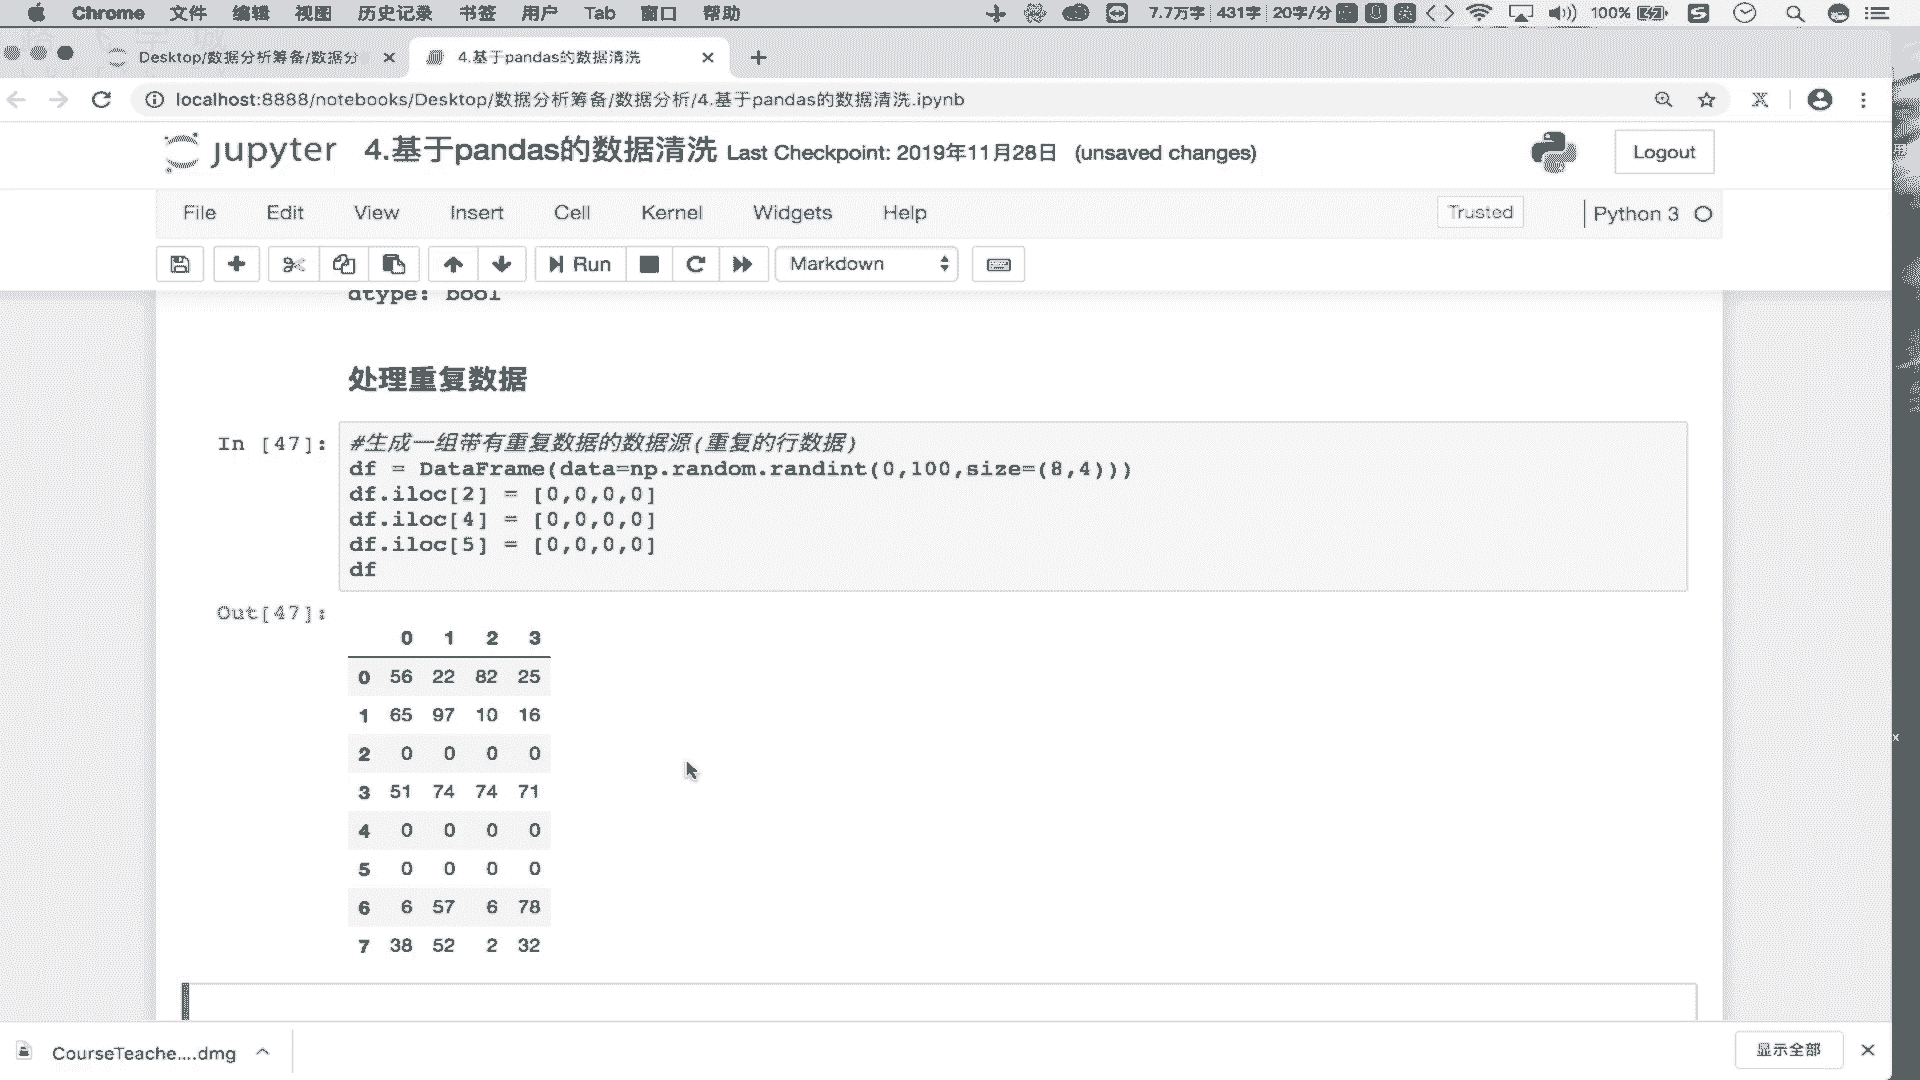 Chrome 文件 编辑 视图 历史记录 书签 用户 Tab 窗口 帮助 7.7万字 431字 20字/分 100%
Desktop/数据分析筹备/数据分 4.基于pandas的数据清洗
localhost:8888/notebooks/Desktop/数据分析筹备/数据分析/4.基于pandas的数据清洗.ipynb
jupyter 4.基于pandas的数据清洗 Last Checkpoint: 2019年11月28日 (unsaved changes) Logout
File Edit View Insert Cell Kernel Widgets Help Trusted Python 3
Run Markdown
dtype: bool
处理重复数据
In [47]: #生成一组带有重复数据的数据源(重复的行数据)
df = DataFrame(data=np.random.randint(0,100,size=(8,4)))
df.iloc[2] = [0,0,0,0]
df.iloc[4] = [0,0,0,0]
df.iloc[5] = [0,0,0,0]
df
Out[47]:
0 1 2 3
0 56 22 82 25
1 65 97 10 16
2 0 0 0 0
3 51 74 74 71
4 0 0 0 0
5 0 0 0 0
6 6 57 6 78
7 38 52 2 32
CourseTeache....dmg 显示全部